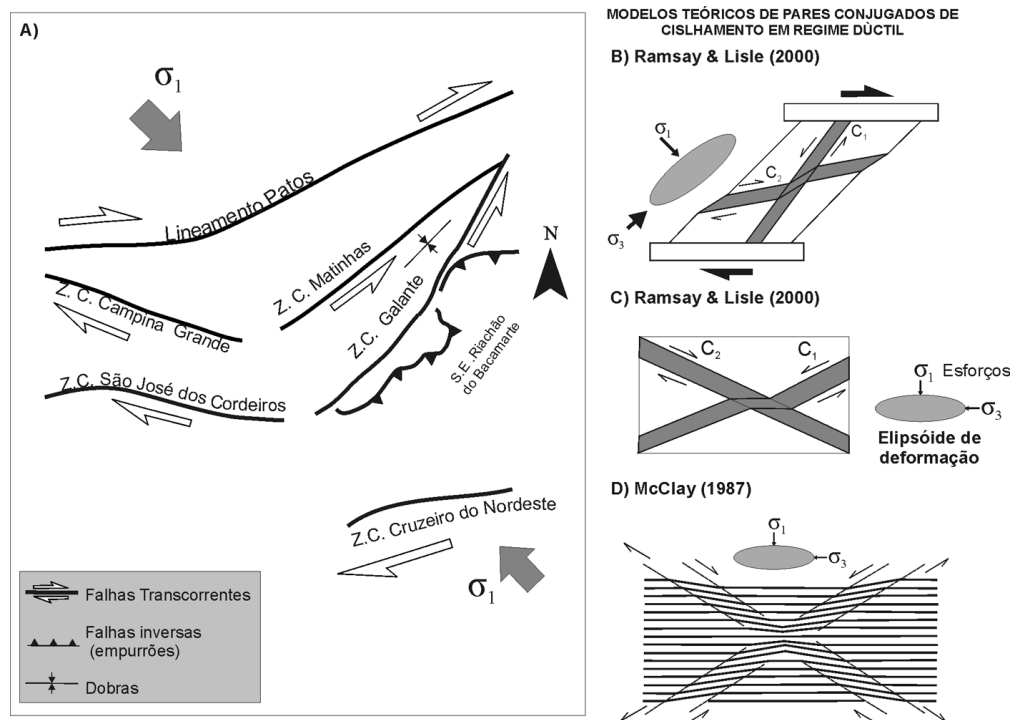 A)
σ1
Lineamento Patos
Z. C. Matinhas
Z.C. Galante
N
Z. C. Campina Grande
S.E. Riachão
do Bacamarte
Z.C. São José dos Cordeiros
Z.C. Cruzeiro do Nordeste
σ1
Falhas Transcorrentes
Falhas inversas
(empurrões)
Dobras
MODELOS TEÓRICOS DE PARES CONJUGADOS DE
CISLHAMENTO EM REGIME DÙCTIL
B) Ramsay & Lisle (2000)
σ1
C1
C2
σ3
C) Ramsay & Lisle (2000)
C2
C1
σ1 Esforços
σ3
Elipsóide de
deformação
D) McClay (1987)
σ1
σ3